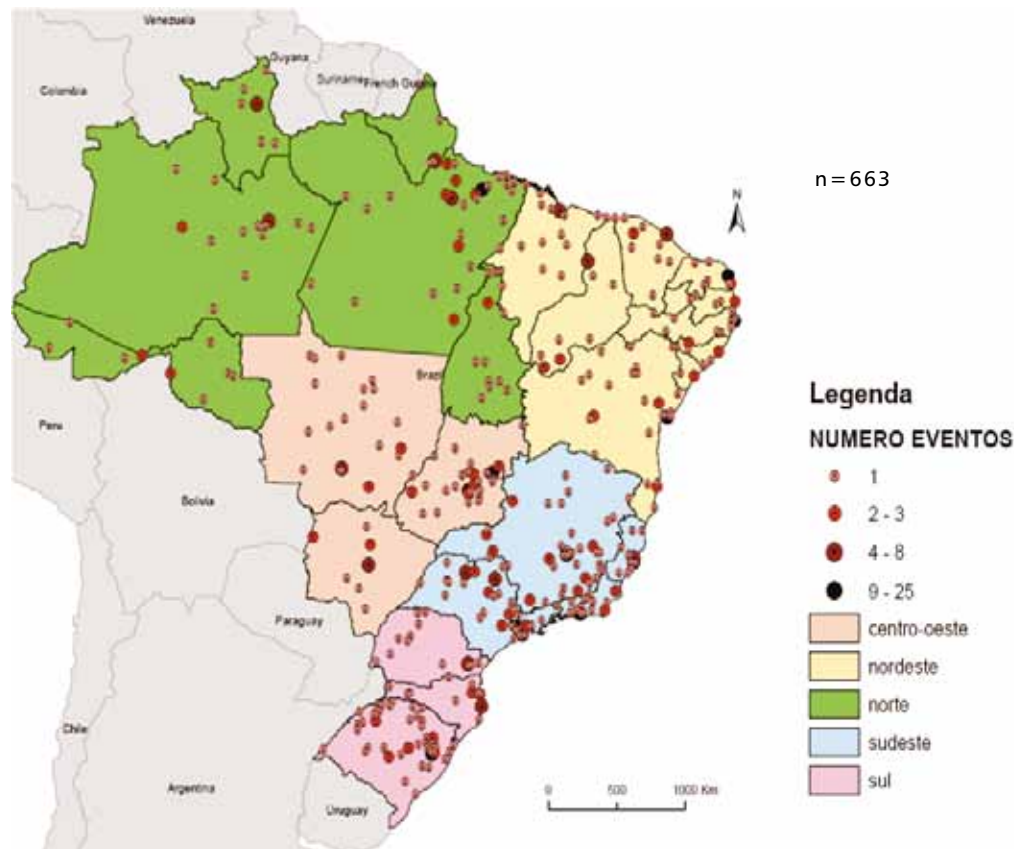 Venezuela
Guyana
Suriname
French Guiana
Colombia
n=663
N
Brazil
Peru
Bolivia
Paraguay
Chile
Argentina
Uruguay
0 500 1000 Km
Legenda
NUMERO EVENTOS
1
2 - 3
4 - 8
9 - 25
centro-oeste
nordeste
norte
sudeste
sul